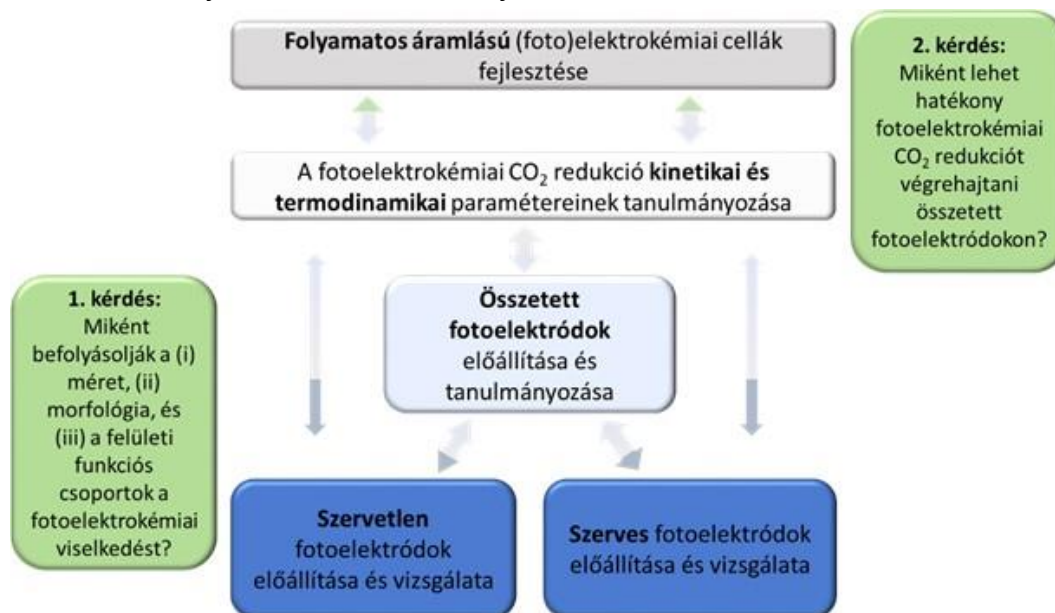 Folyamatos áramlású (foto)elektrokémiai cellák
fejlesztése
2. kérdés:
Miként lehet
hatékony
fotoelektrokémiai
CO₂ redukciót
végrehajtani
összetett
fotoelektródokon?
A fotoelektrokémiai CO₂ redukció kinetikai és
termodinamikai paramétereinek tanulmányozása
1. kérdés:
Miként
befolyásolják a (i)
méret, (ii)
morfológia, és
(iii) a felületi
funkciós
csoportok a
fotoelektrokémiai
viselkedést?
Összetett
fotoelektródok
előállítása és
tanulmányozása
Szervetlen
fotoelektródok
előállítása és vizsgálata
Szerves fotoelektródok
előállítása és vizsgálata